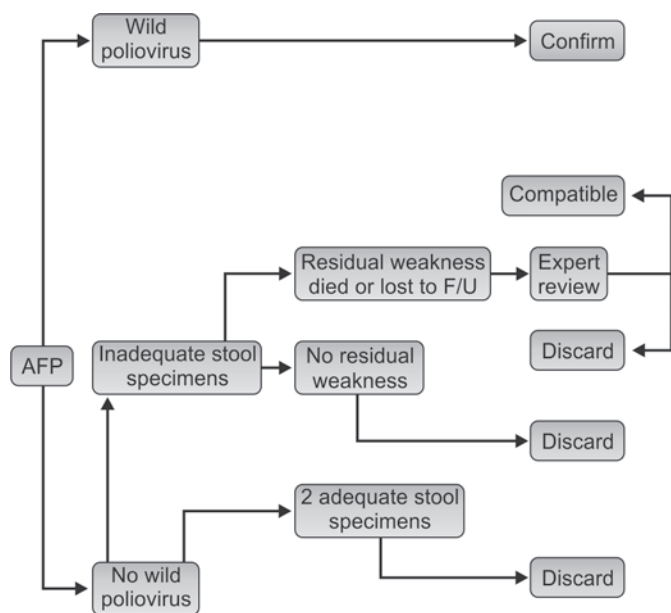 Wild
poliovirus
Confirm
Compatible
Residual weakness
died or lost to F/U
Expert
review
AFP
Inadequate stool
specimens
No residual
weakness
Discard
Discard
2 adequate stool
specimens
No wild
poliovirus
Discard